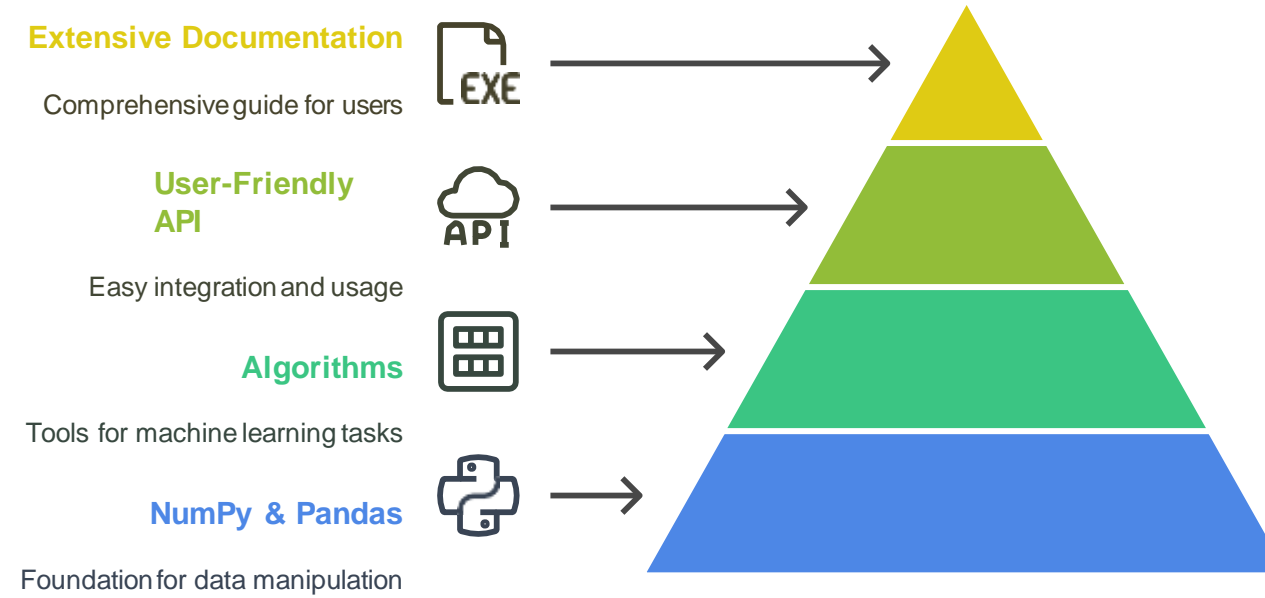 Extensive Documentation
EXE
Comprehensive guide for users
User-Friendly
API
API
Easy integration and usage
Algorithms
Tools for machine learning tasks
NumPy & Pandas
Foundation for data manipulation